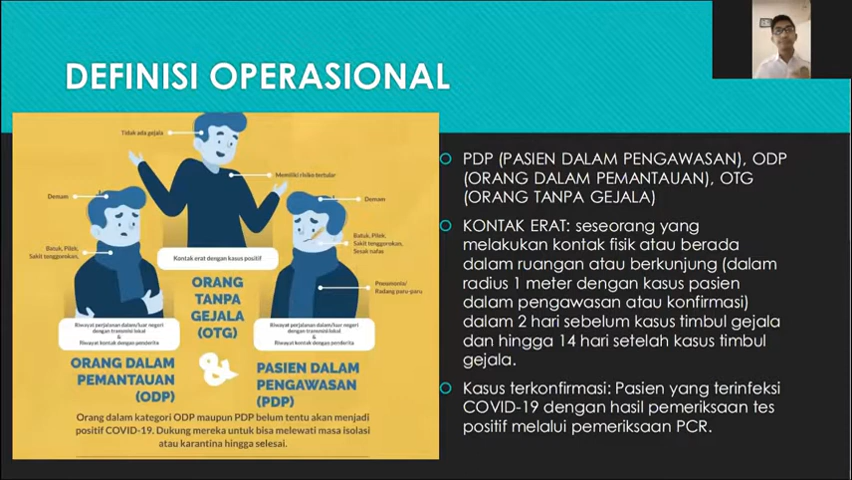 DEFINISI OPERASIONAL
Tidak ada gejala
Memiliki risiko tertular
Demam
Demam
Batuk, Pilek,
Sakit tenggorokan,
Batuk, Pilek,
Sakit tenggorokan,
Sesak nafas
Kontak erat dengan kasus positif
Pneumonia/
Radang paru-paru
ORANG
TANPA
GEJALA
(OTG)
Riwayat perjalanan dalam/luar negeri
dengan transmisi lokal
&
Riwayat kontak dengan penderita
Riwayat perjalanan dalam/luar negeri
dengan transmisi lokal
&
Riwayat kontak dengan penderita
ORANG DALAM
PEMANTAUAN
(ODP)
&
PASIEN DALAM
PENGAWASAN
(PDP)
Orang dalam kategori ODP maupun PDP belum tentu akan menjadi
positif COVID-19. Dukung mereka untuk bisa melewati masa isolasi
atau karantina hingga selesai.
PDP (PASIEN DALAM PENGAWASAN), ODP
(ORANG DALAM PEMANTAUAN), OTG
(ORANG TANPA GEJALA)
KONTAK ERAT: seseorang yang
melakukan kontak fisik atau berada
dalam ruangan atau berkunjung (dalam
radius 1 meter dengan kasus pasien
dalam pengawasan atau konfirmasi)
dalam 2 hari sebelum kasus timbul gejala
dan hingga 14 hari setelah kasus timbul
gejala.
Kasus terkonfirmasi: Pasien yang terinfeksi
COVID-19 dengan hasil pemeriksaan tes
positif melalui pemeriksaan PCR.